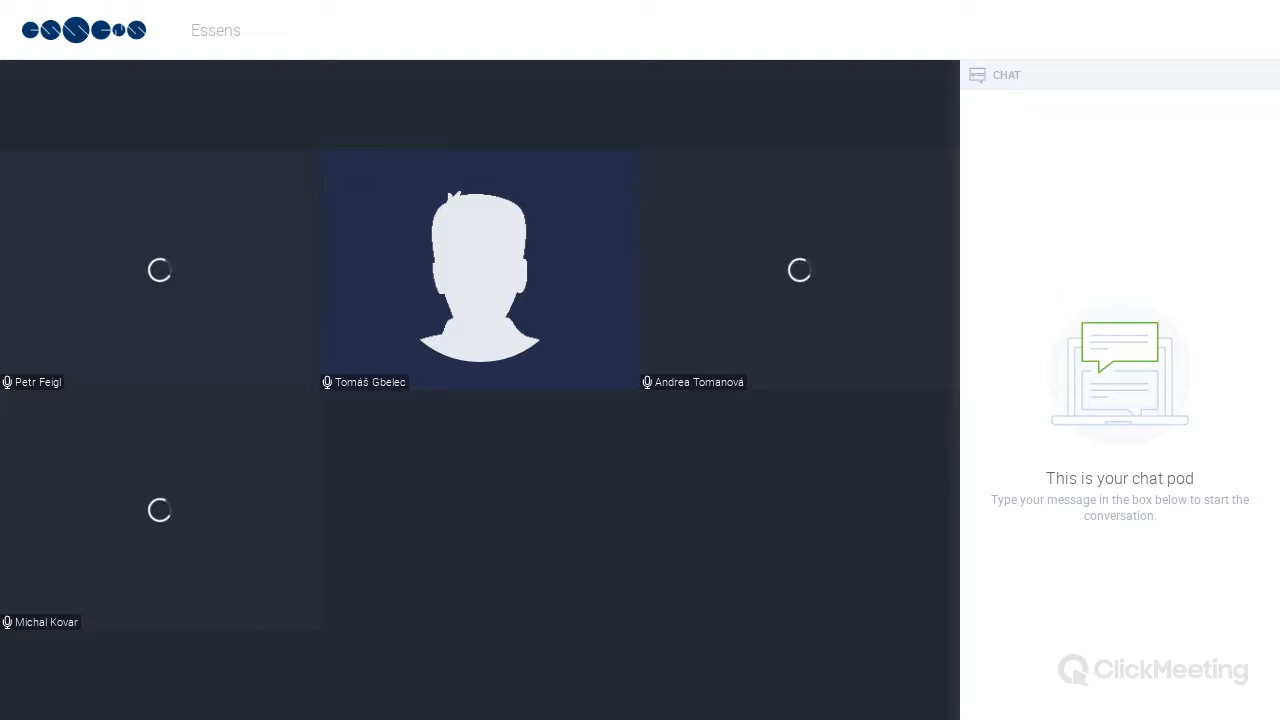 essens
Essens
CHAT
Petr Feigl
Tomáš Gbelec
Andrea Tomanová
Michal Kovar
This is your chat pod
Type your message in the box below to start the
conversation.
ClickMeeting